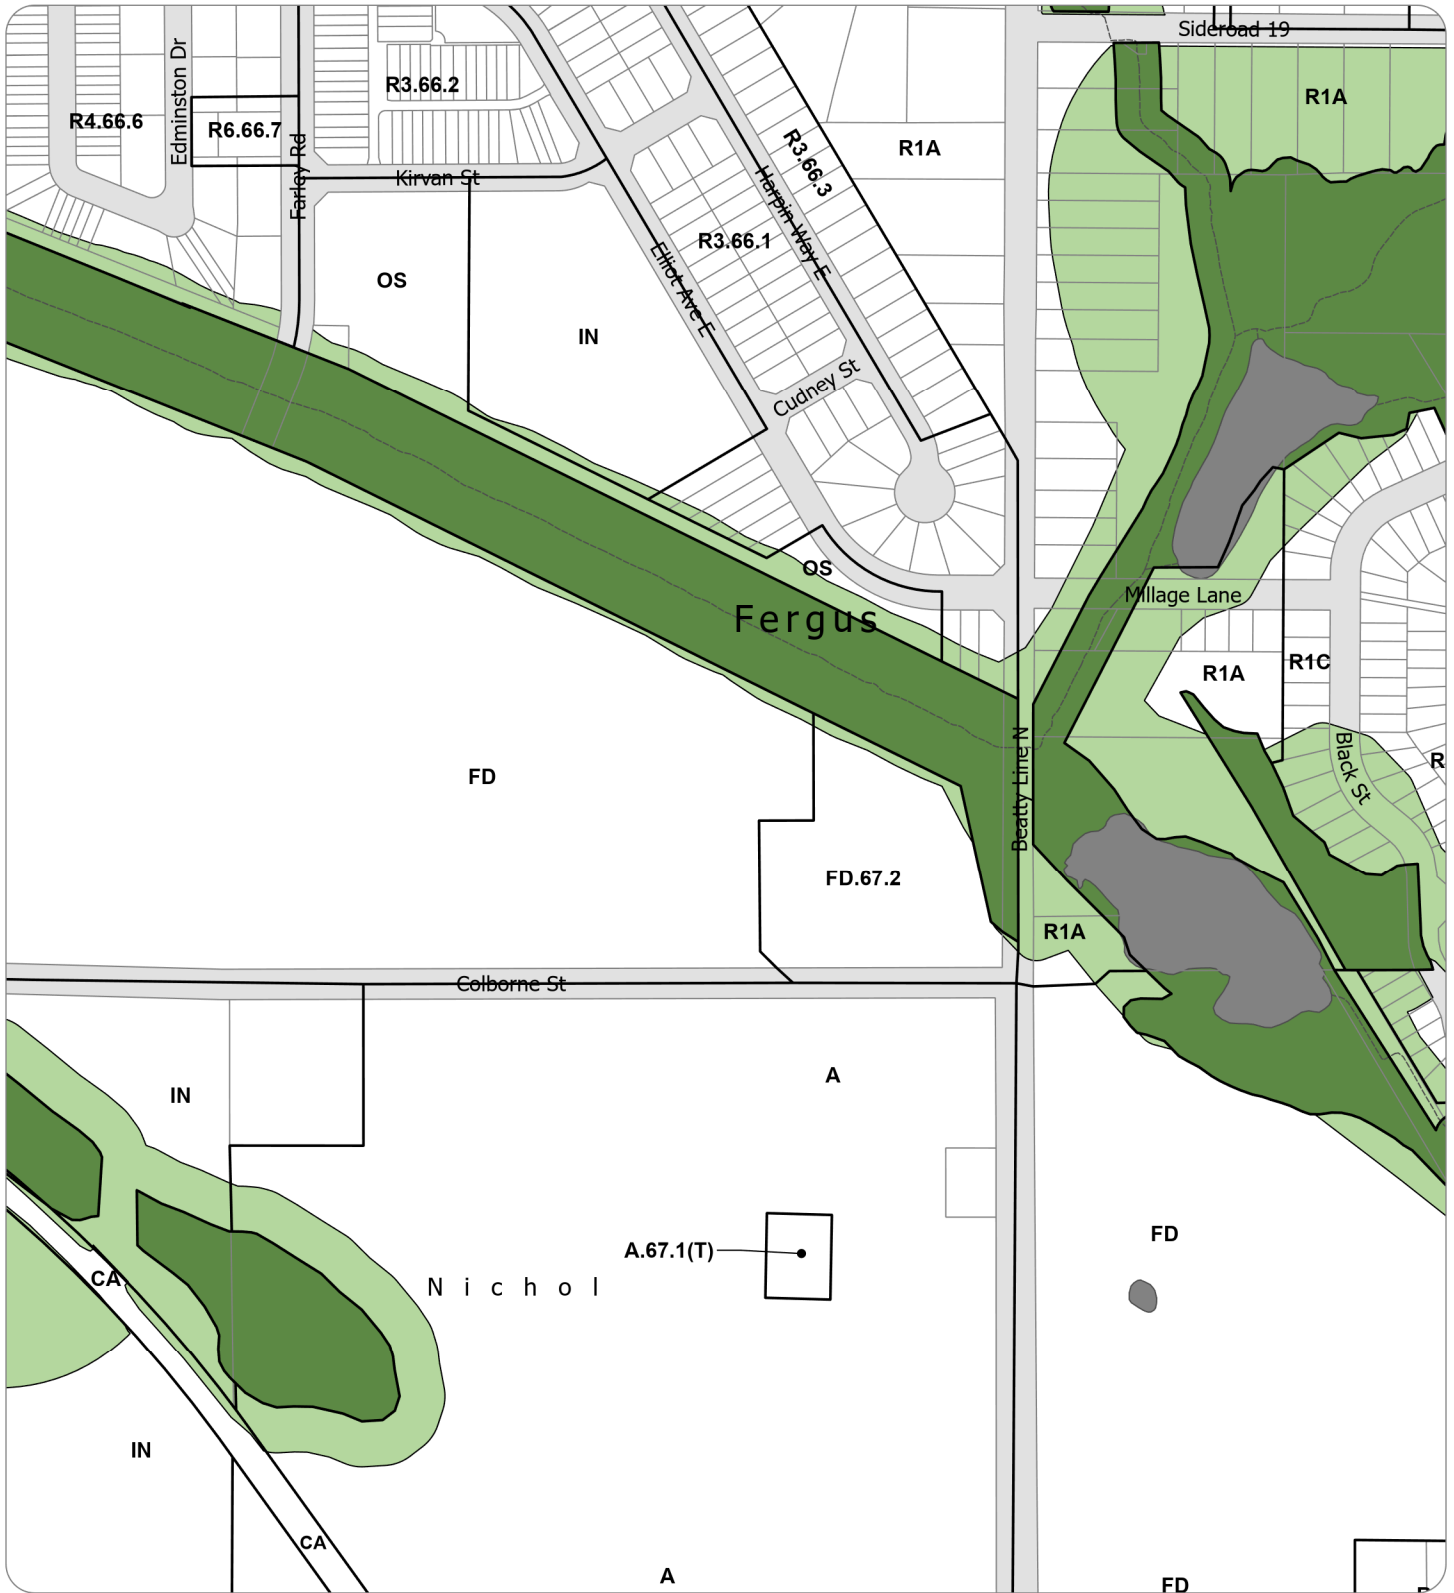 Sideroad 19
R3.66.2
R1A
R4.66.6
Edminston Dr
R6.66.7
Farley Rd
R3.66.3
R1A
Kirvan St
Harpin Way E
R3.66.1
OS
Elliot Ave E
IN
Cudney St
OS
Millage Lane
Fergus
R1A
R1C
Beatty Line N
Black St
R
FD
FD.67.2
R1A
Colborne St
A
IN
FD
A.67.1(T)
CA
Nichol
IN
CA
A
FD